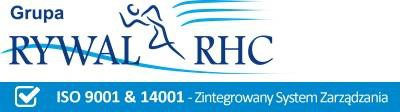 Grupa
RYWAL RHC
ISO 9001 & 14001 - Zintegrowany System Zarządzania